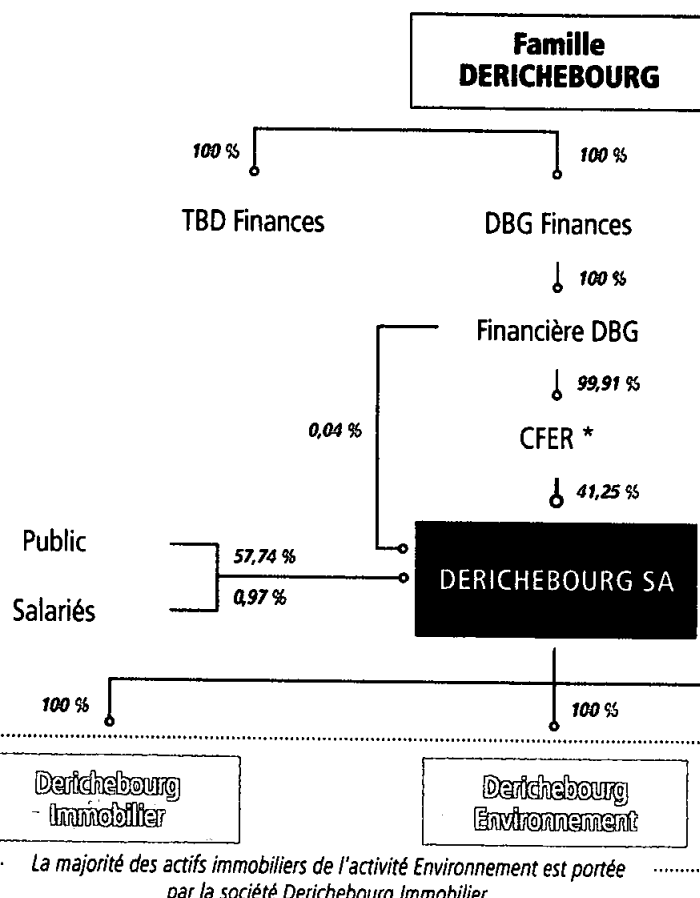 Famille
DERICHEBOURG
100 %
100 %
TBD Finances
DBG Finances
100 %
Financière DBG
99,91 %
0,04 %
CFER *
41,25 %
Public
57,74 %
DERICHEBOURG SA
Salariés
0,97 %
100 %
100 %
Derichebourg
Immobilier
Derichebourg
Environnement
La majorité des actifs immobiliers de l'activité Environnement est portée
par la société Derichebourg Immobilier